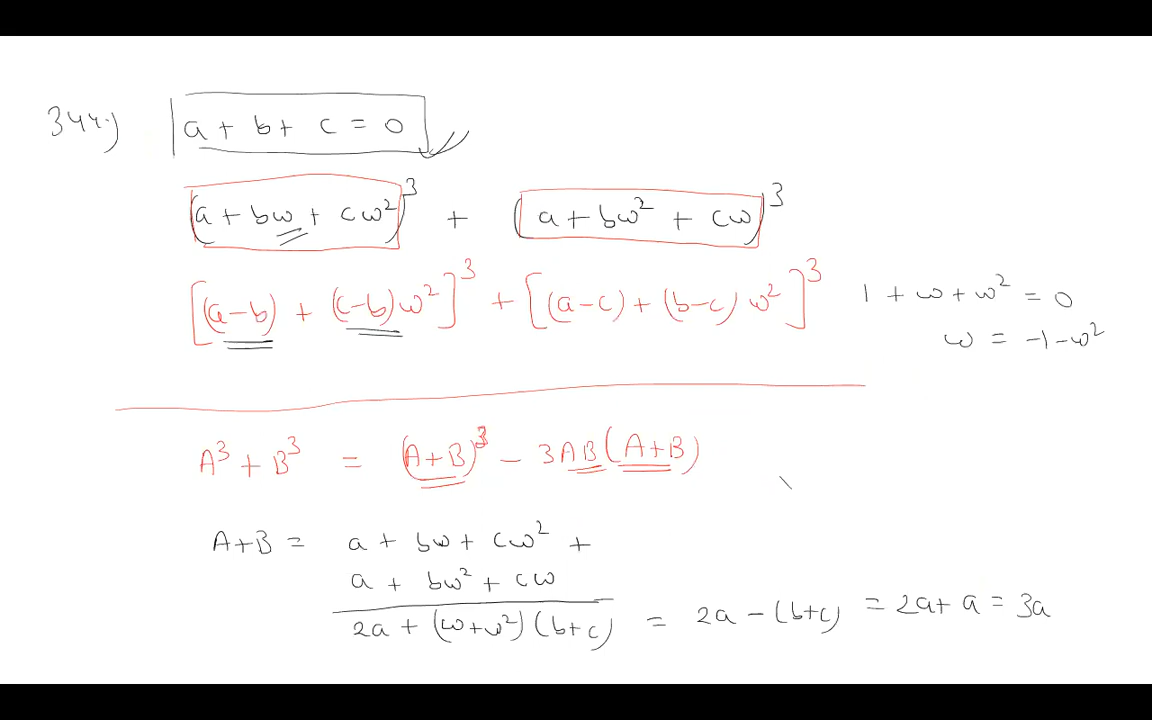 344.) a + b + c = 0
(a + bω + cω²)³ + (a + bω² + cω)³
[(a-b) + (c-b)ω²]³ + [(a-c) + (b-c)ω²]³
1 + ω + ω² = 0
ω = -1-ω²
A³ + B³ = (A+B)³ - 3AB(A+B)
A+B = a + bω + cω² +
a + bω² + cω
2a + (ω+ω²)(b+c) = 2a - (b+c) = 2a + a = 3a